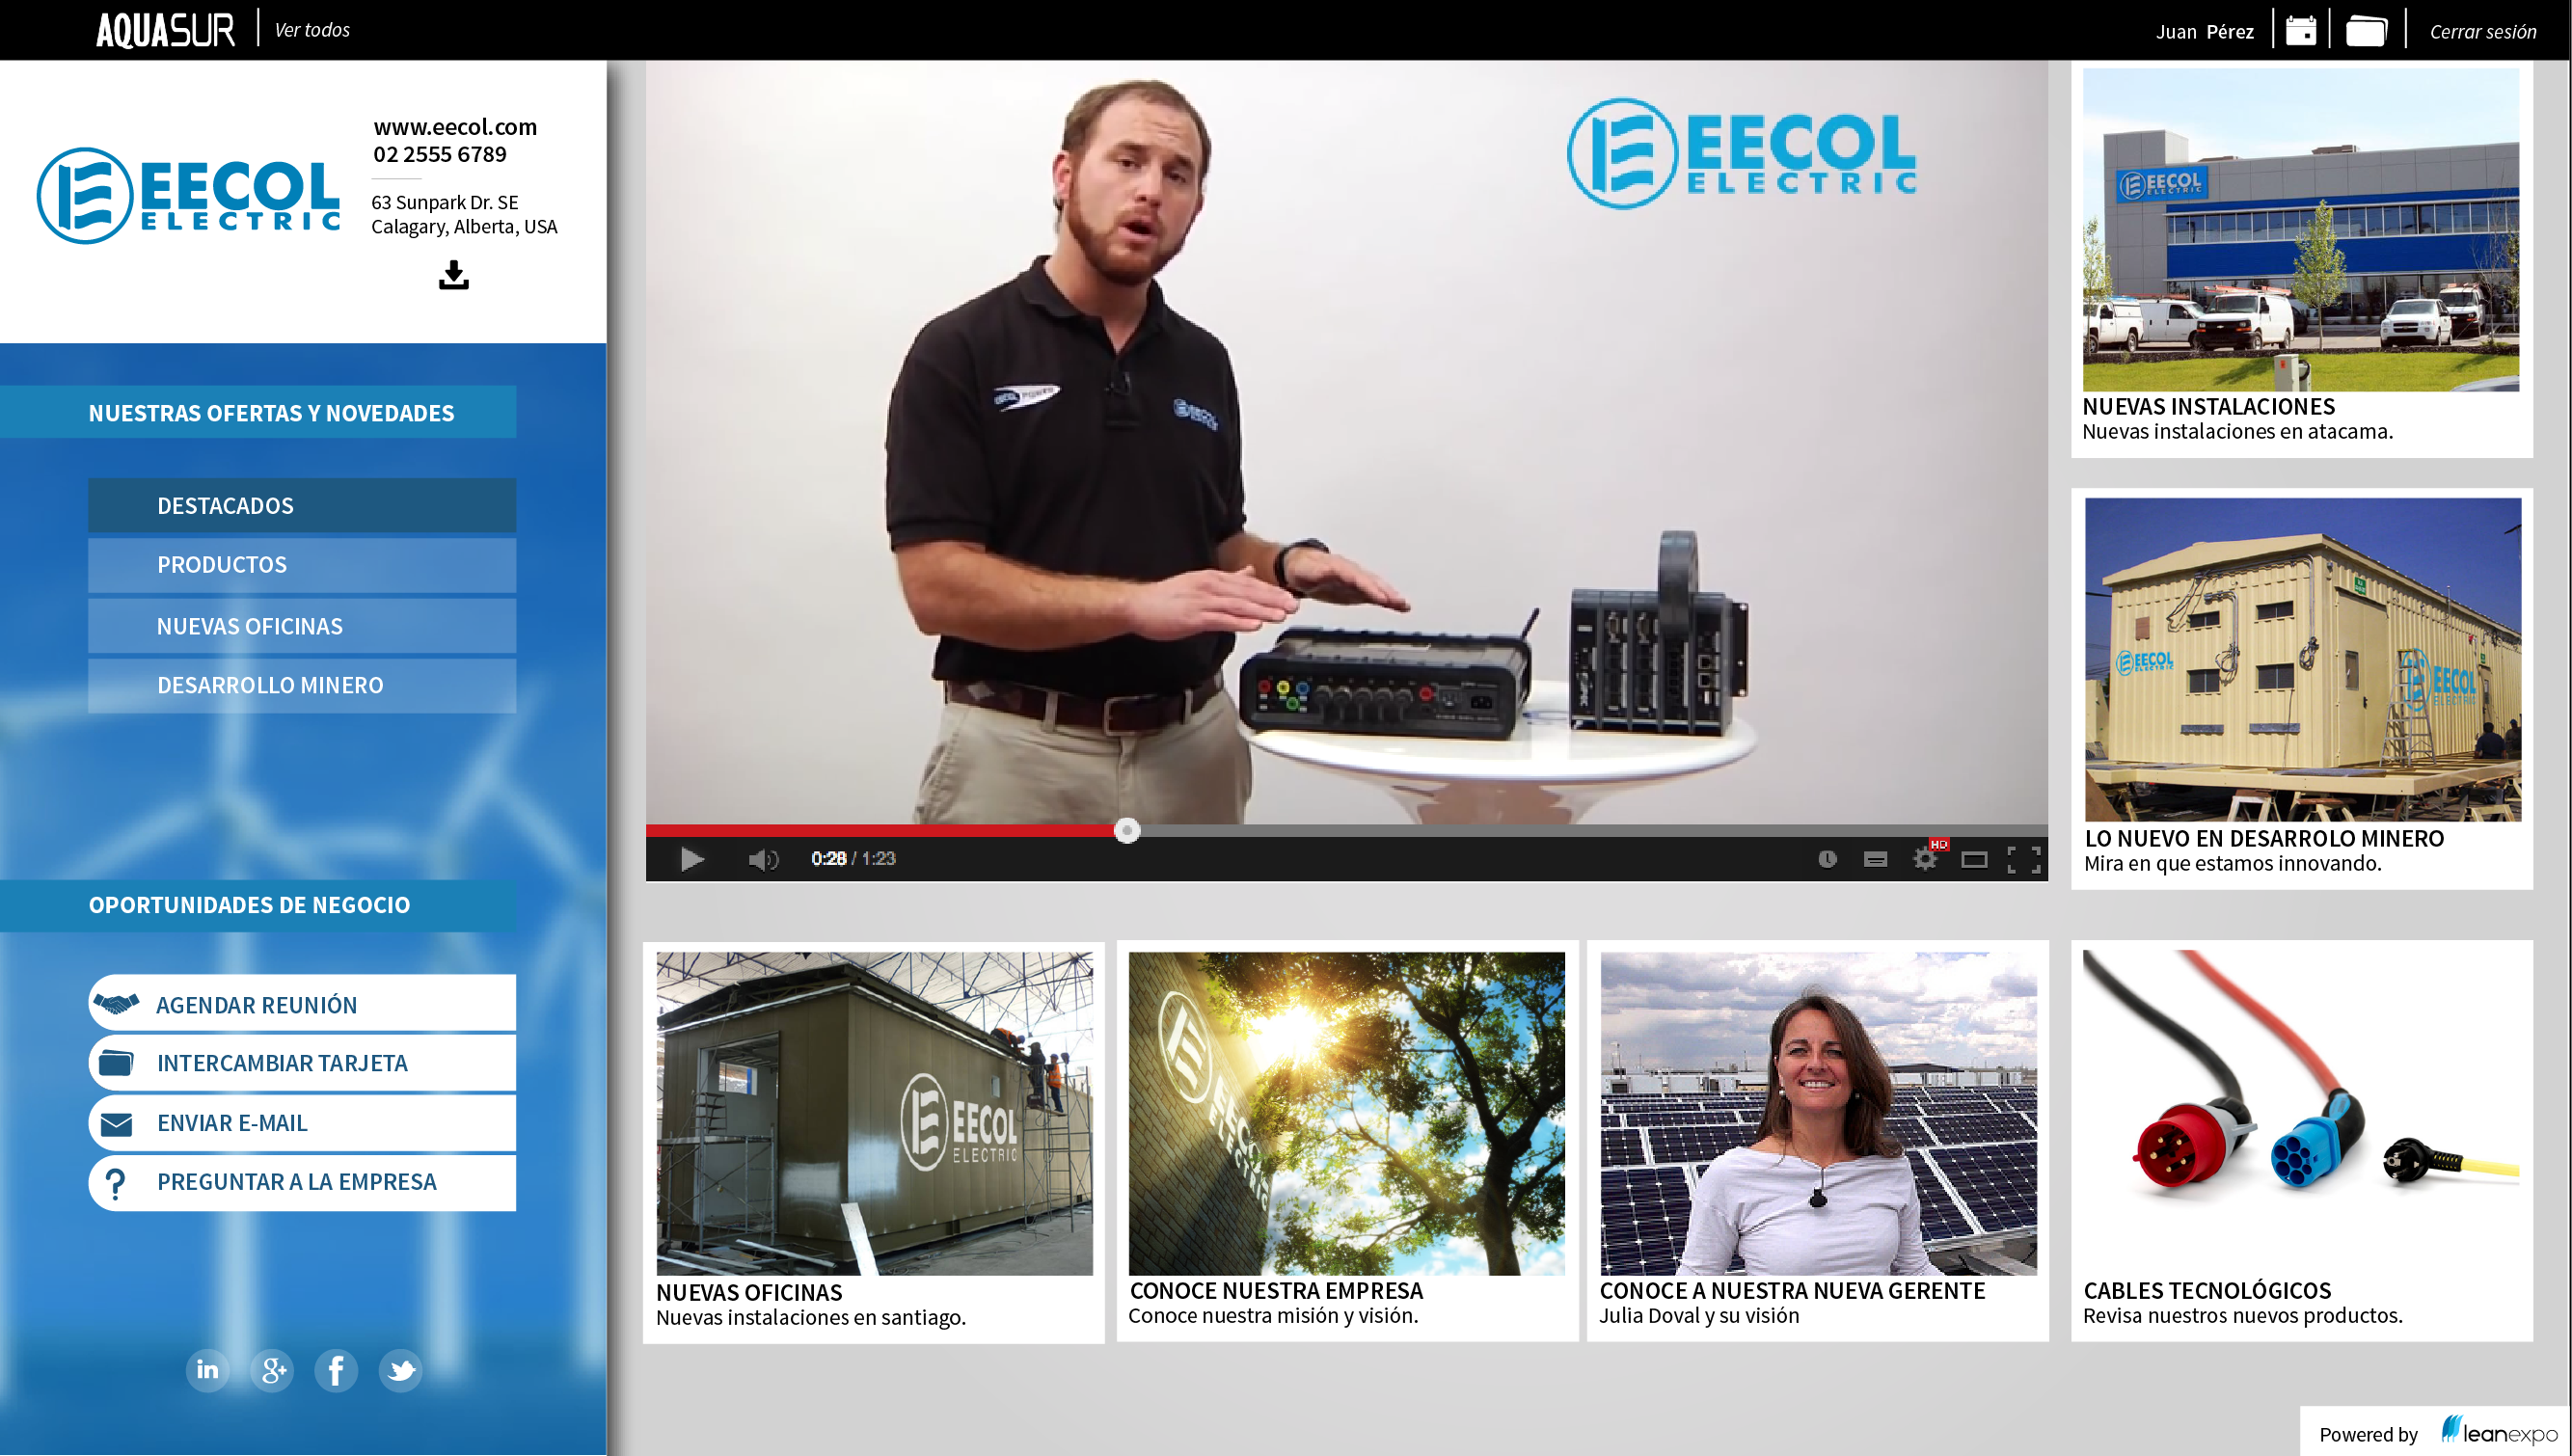 AQUASUR
Ver todos
Juan Pérez
Cerrar sesión
EECOL
ELECTRIC
www.eecol.com
02 2555 6789
63 Sunpark Dr. SE
Calagary, Alberta, USA
NUESTRAS OFERTAS Y NOVEDADES
DESTACADOS
PRODUCTOS
NUEVAS OFICINAS
DESARROLLO MINERO
OPORTUNIDADES DE NEGOCIO
AGENDAR REUNIÓN
INTERCAMBIAR TARJETA
ENVIAR E-MAIL
? PREGUNTAR A LA EMPRESA
in g+ f
EECOL
ELECTRIC
EECOL
0:28 / 1:23
HD
EECOL
NUEVAS INSTALACIONES
Nuevas instalaciones en atacama.
EECOL
ELECTRIC
EECOL
ELECTRIC
LO NUEVO EN DESARROLO MINERO
Mira en que estamos innovando.
EECOL
ELECTRIC
NUEVAS OFICINAS
Nuevas instalaciones en santiago.
EECOL
ELECTRIC
CONOCE NUESTRA EMPRESA
Conoce nuestra misión y visión.
CONOCE A NUESTRA NUEVA GERENTE
Julia Doval y su visión
CABLES TECNOLÓGICOS
Revisa nuestros nuevos productos.
Powered by leanexpo